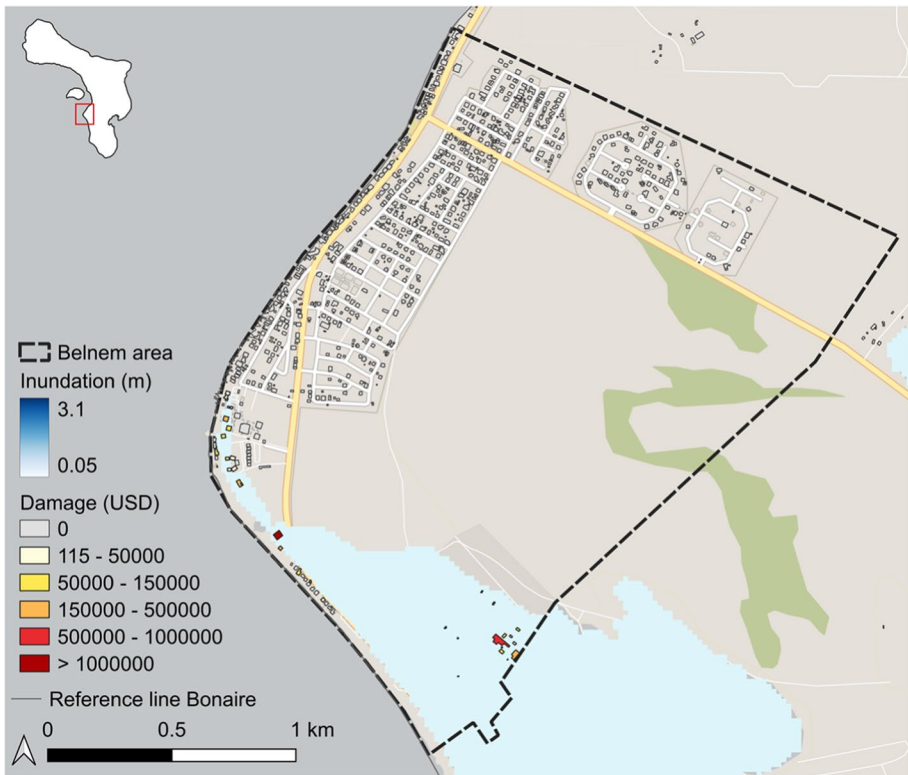 Belnem area
Inundation (m)
3.1
0.05
Damage (USD)
0
115 - 50000
50000 - 150000
150000 - 500000
500000 - 1000000
> 1000000
Reference line Bonaire
0 0.5 1 km